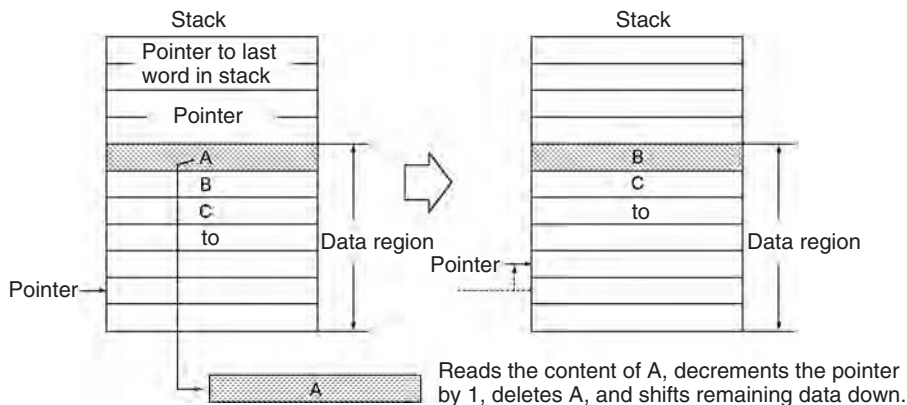 Stack
Pointer to last
word in stack
Pointer
A
B
C
to
Data region
Pointer
A
Stack
B
C
to
Data region
Pointer
Reads the content of A, decrements the pointer
by 1, deletes A, and shifts remaining data down.